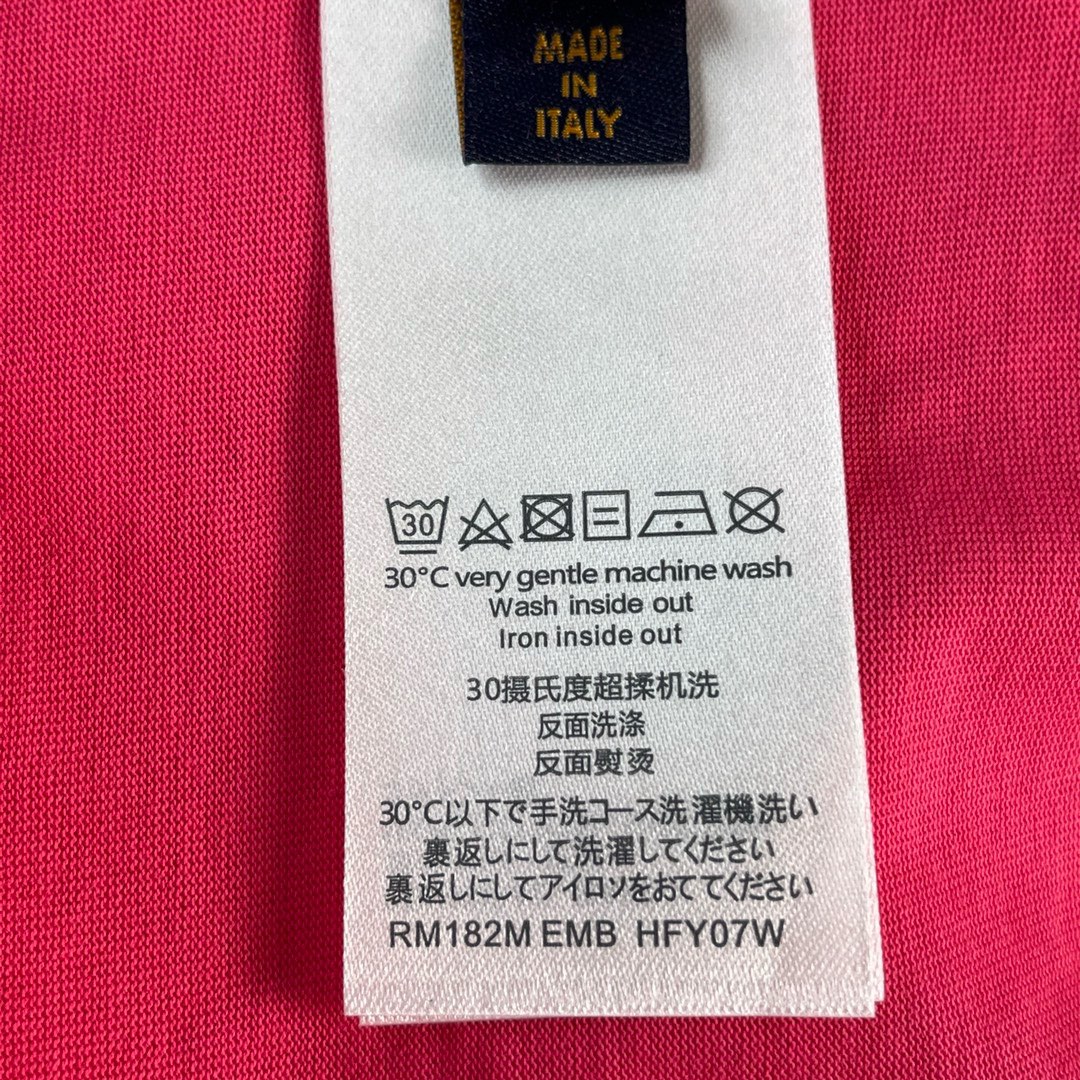 MADE
IN
ITALY
30
30°C very gentle machine wash
Wash inside out
Iron inside out
30摄氏度超揉机洗
反面洗涤
反面熨烫
30°C以下で手洗コース洗濯機洗い
裏返しにして洗濯してください
裏返しにしてアイロソをおててください
RM182M EMB HFY07W